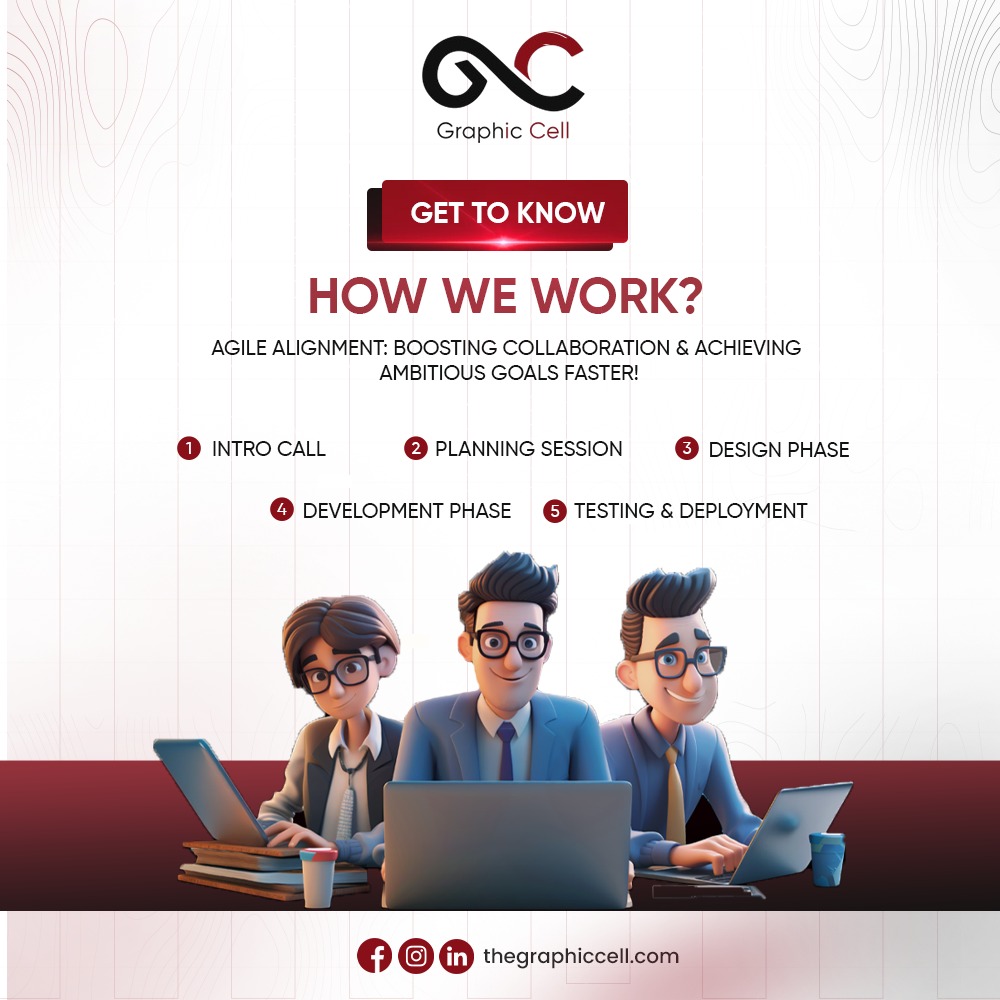 GC
Graphic Cell
GET TO KNOW
HOW WE WORK?
AGILE ALIGNMENT: BOOSTING COLLABORATION & ACHIEVING
AMBITIOUS GOALS FASTER!
1 INTRO CALL 2 PLANNING SESSION 3 DESIGN PHASE
4 DEVELOPMENT PHASE 5 TESTING & DEPLOYMENT
thegraphiccell.com